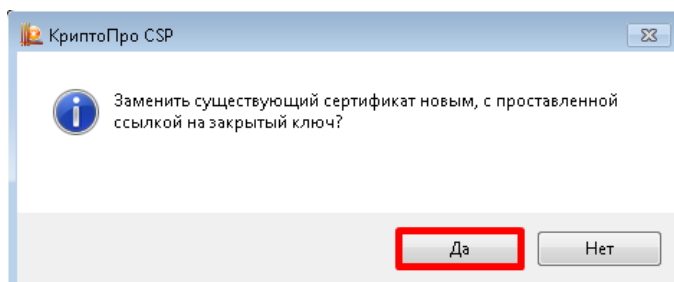 КриптоПро CSP
Заменить существующий сертификат новым, с проставленной
ссылкой на закрытый ключ?
Да
Нет